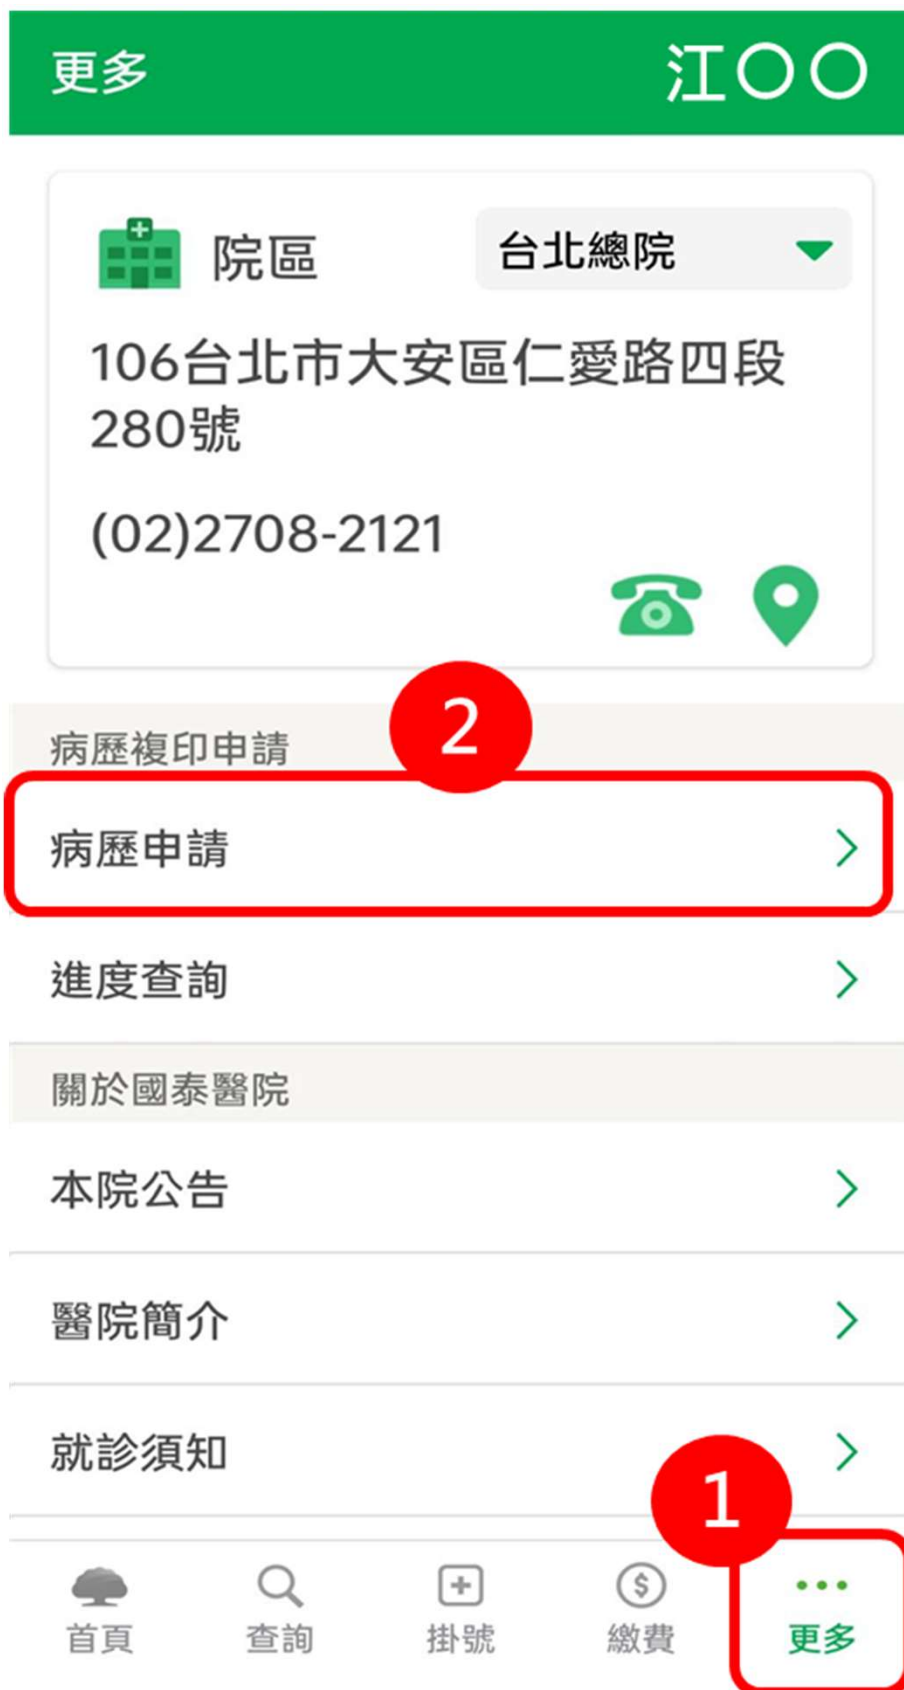 更多 江〇〇
院區 台北總院
106台北市大安區仁愛路四段
280號
(02)2708-2121
2
病歷複印申請
病歷申請
進度查詢
關於國泰醫院
本院公告
醫院簡介
就診須知
1
首頁 查詢 掛號 繳費 更多